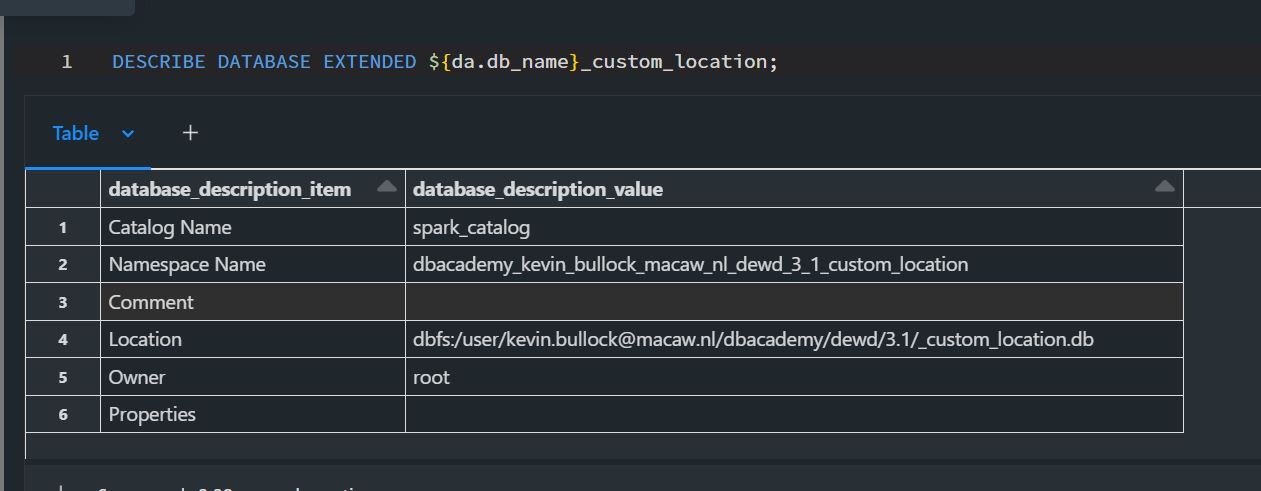 1 DESCRIBE DATABASE EXTENDED ${da.db_name}_custom_location;
Table +
database_description_item database_description_value
1 Catalog Name spark_catalog
2 Namespace Name dbacademy_kevin_bullock_macaw_nl_dewd_3_1_custom_location
3 Comment
4 Location dbfs:/user/kevin.bullock@macaw.nl/dbacademy/dewd/3.1/_custom_location.db
5 Owner root
6 Properties